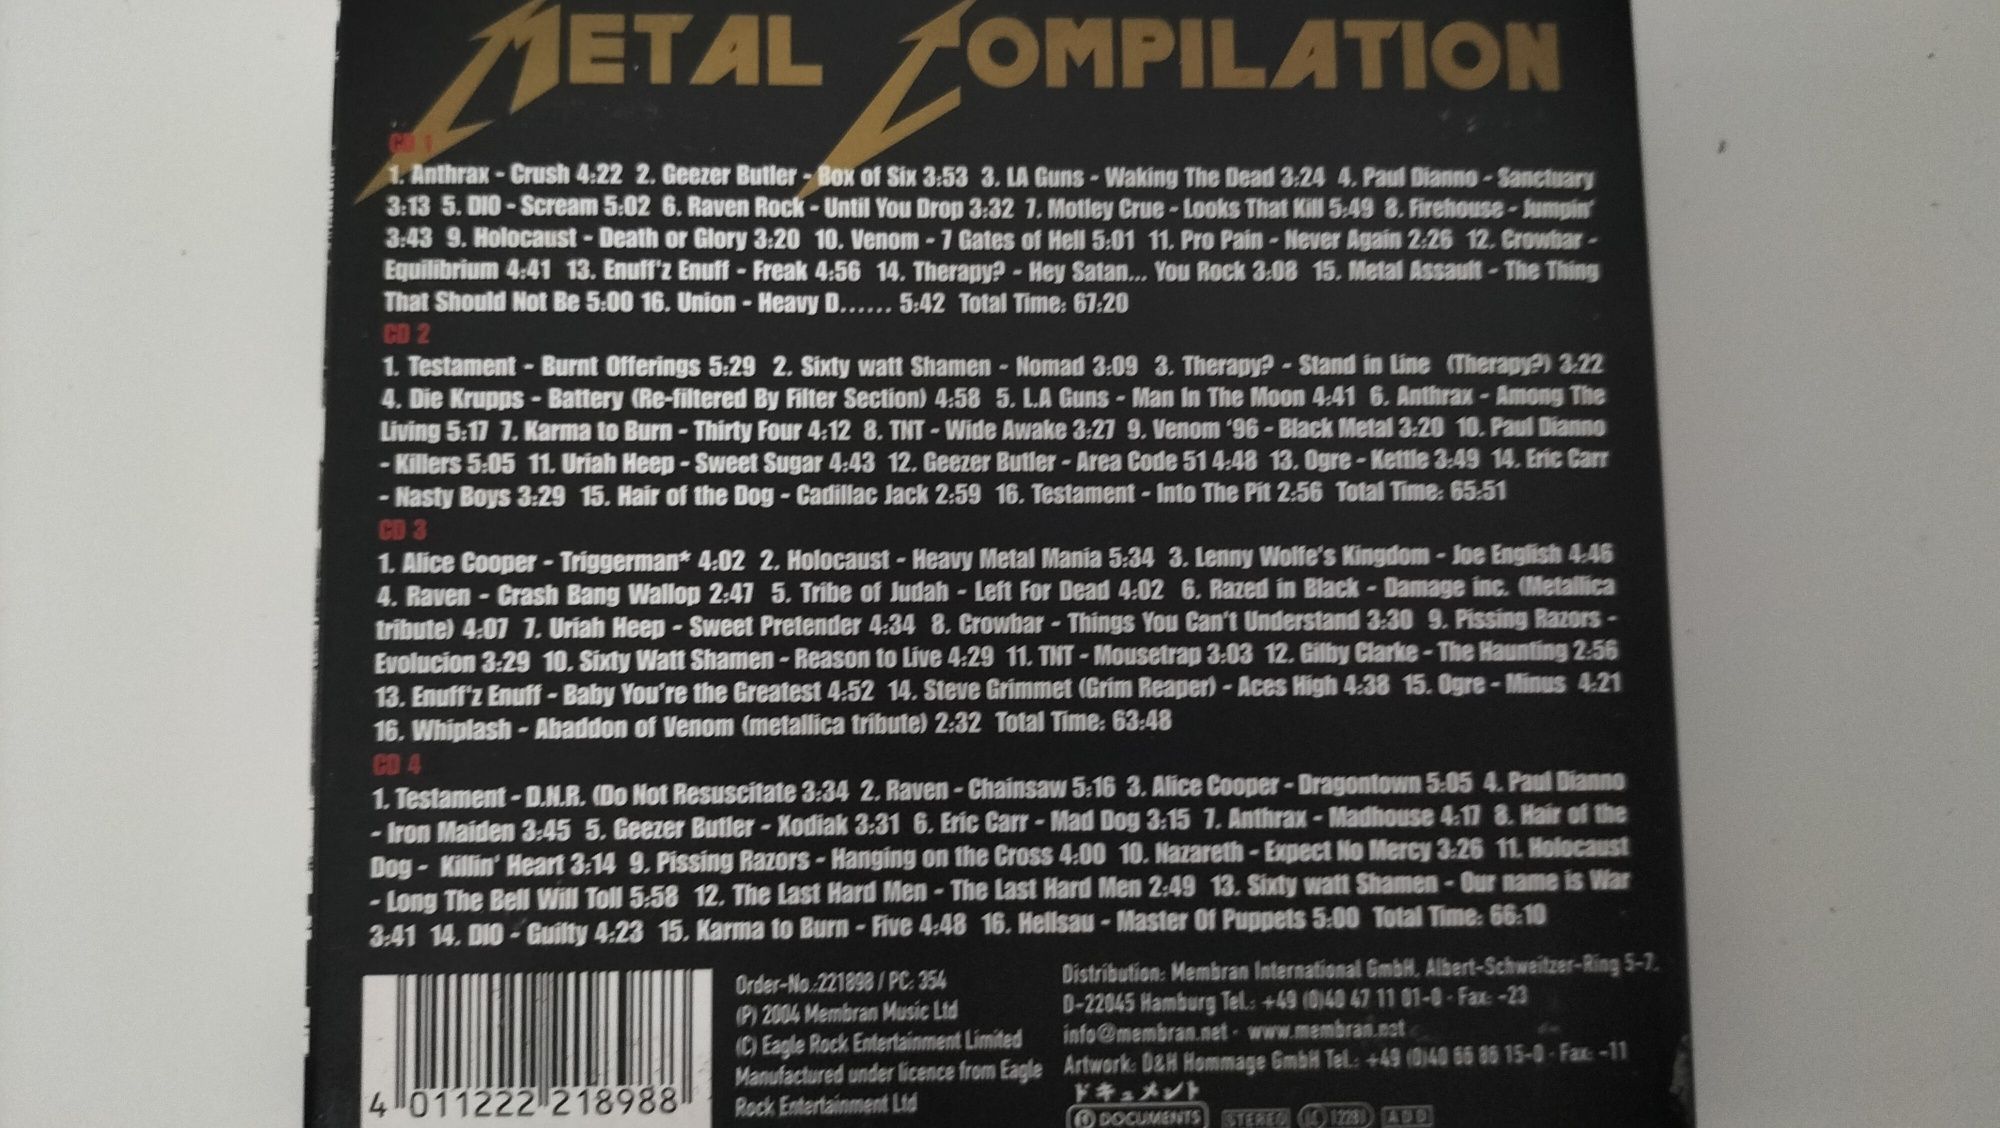 METAL COMPILATION
CD 1
1. Anthrax - Crush 4:22 2. Geezer Butler - Box of Six 3:53 3. LA Guns - Waking The Dead 3:24 4. Paul Dianno - Sanctuary
3:13 5. DIO - Scream 5:02 6. Raven Rock - Until You Drop 3:32 7. Motley Crue - Looks That Kill 5:49 8. Firehouse - Jumpin'
3:43 9. Holocaust - Death or Glory 3:20 10. Venom - 7 Gates of Hell 5:01 11. Pro Pain - Never Again 2:26 12. Crowbar -
Equilibrium 4:41 13. Enuff'z Enuff - Freak 4:56 14. Therapy? - Hey Satan... You Rock 3:08 15. Metal Assault - The Thing
That Should Not Be 5:00 16. Union - Heavy D...... 5:42 Total Time: 67:20
CD 2
1. Testament - Burnt Offerings 5:29 2. Sixty watt Shamen - Nomad 3:09 3. Therapy? - Stand in Line (Therapy?) 3:22
4. Die Krupps - Battery (Re-filtered By Filter Section) 4:58 5. L.A Guns - Man In The Moon 4:41 6. Anthrax - Among The
Living 5:17 7. Karma to Burn - Thirty Four 4:12 8. TNT - Wide Awake 3:27 9. Venom '96 - Black Metal 3:20 10. Paul Dianno
- Killers 5:05 11. Uriah Heep - Sweet Sugar 4:43 12. Geezer Butler - Area Code 51 4:48 13. Ogre - Kettle 3:49 14. Eric Carr
- Nasty Boys 3:29 15. Hair of the Dog - Cadillac Jack 2:59 16. Testament - Into The Pit 2:56 Total Time: 65:51
CD 3
1. Alice Cooper - Triggerman* 4:02 2. Holocaust - Heavy Metal Mania 5:34 3. Lenny Wolfe's Kingdom - Joe English 4:46
4. Raven - Crash Bang Wallop 2:47 5. Tribe of Judah - Left For Dead 4:02 6. Razed in Black - Damage inc. (Metallica
tribute) 4:07 7. Uriah Heep - Sweet Pretender 4:34 8. Crowbar - Things You Can't Understand 3:30 9. Pissing Razors -
Evolucion 3:29 10. Sixty Watt Shamen - Reason to Live 4:29 11. TNT - Mousetrap 3:03 12. Gilby Clarke - The Haunting 2:56
13. Enuff'z Enuff - Baby You're the Greatest 4:52 14. Steve Grimmet (Grim Reaper) - Aces High 4:38 15. Ogre - Minus 4:21
16. Whiplash - Abaddon of Venom (metallica tribute) 2:32 Total Time: 63:48
CD 4
1. Testament - D.N.R. (Do Not Resuscitate 3:34 2. Raven - Chainsaw 5:16 3. Alice Cooper - Dragontown 5:05 4. Paul Dianno
- Iron Maiden 3:45 5. Geezer Butler - Xodiak 3:31 6. Eric Carr - Mad Dog 3:15 7. Anthrax - Madhouse 4:17 8. Hair of the
Dog - Killin' Heart 3:14 9. Pissing Razors - Hanging on the Cross 4:00 10. Nazareth - Expect No Mercy 3:26 11. Holocaust
- Long The Bell Will Toll 5:58 12. The Last Hard Men - The Last Hard Men 2:49 13. Sixty watt Shamen - Our name is War
3:41 14. DIO - Guilty 4:23 15. Karma to Burn - Five 4:48 16. Hellsau - Master Of Puppets 5:00 Total Time: 66:10
4 011222 218988
Order-No.:221898 / PC: 354
(P) 2004 Membran Music Ltd
(C) Eagle Rock Entertainment Limited
Manufactured under licence from Eagle
Rock Entertainment Ltd
Distribution: Membran International GmbH, Albert-Schweitzer-Ring 5-7.
D-22045 Hamburg Tel.: +49 (0)40 47 11 01-0 · Fax: -23
info@membran.net · www.membran.net
Artwork: D&H Hommage GmbH Tel.: +49 (0)40 66 86 15-0 · Fax: -11
ドキュメント
DOCUMENTS STEREO LC 12281 ADD